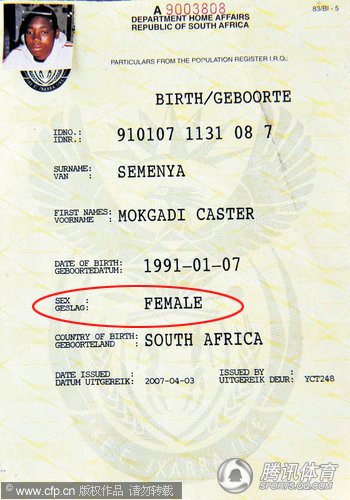 A 9003808
DEPARTMENT HOME AFFAIRS
REPUBLIC OF SOUTH AFRICA
83/BI - 5
PARTICULARS FROM THE POPULATION REGISTER I.R.O.:
BIRTH/GEBOORTE
IDNO.:
IDNR.: 910107 1131 08 7
SURNAME:
VAN : SEMENYA
FIRST NAMES:
VOORNAME : MOKGADI CASTER
DATE OF BIRTH:
GEBOORTEDATUM: 1991-01-07
SEX :
GESLAG: FEMALE
COUNTRY OF BIRTH:
GEBOORTELAND : SOUTH AFRICA
DATE ISSUED :
DATUM UITGEREIK: 2007-04-03
ISSUED BY :
UITGEREIK DEUR: YCT248
www.cfp.cn 版权作品 请勿转载
腾讯体育